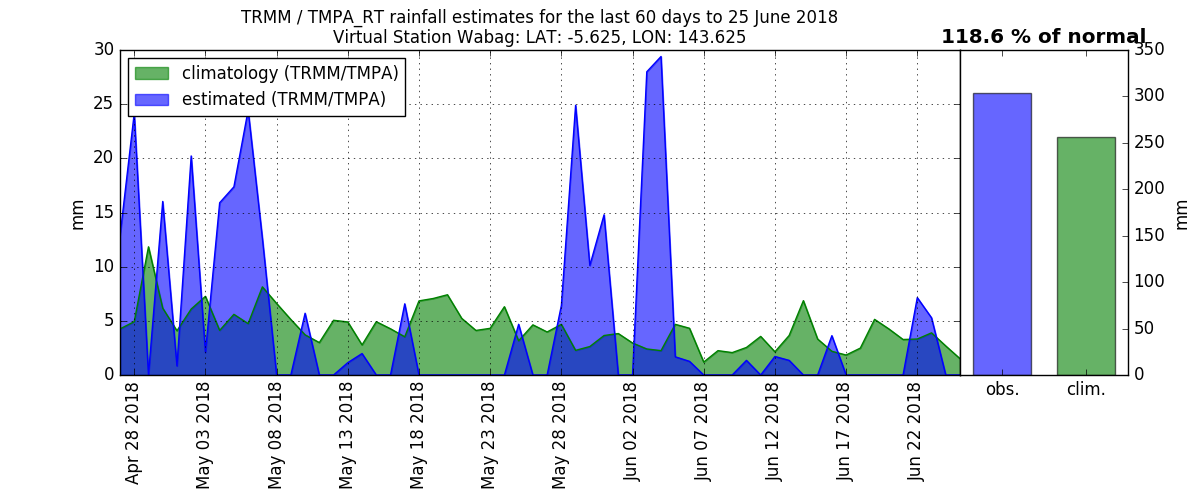 TRMM / TMPA_RT rainfall estimates for the last 60 days to 25 June 2018
Virtual Station Wabag: LAT: -5.625, LON: 143.625
118.6 % of normal
climatology (TRMM/TMPA)
estimated (TRMM/TMPA)
30
25
20
15
10
5
0
mm
Apr 28 2018
May 03 2018
May 08 2018
May 13 2018
May 18 2018
May 23 2018
May 28 2018
Jun 02 2018
Jun 07 2018
Jun 12 2018
Jun 17 2018
Jun 22 2018
obs.
clim.
350
300
250
200
150
100
50
0
mm